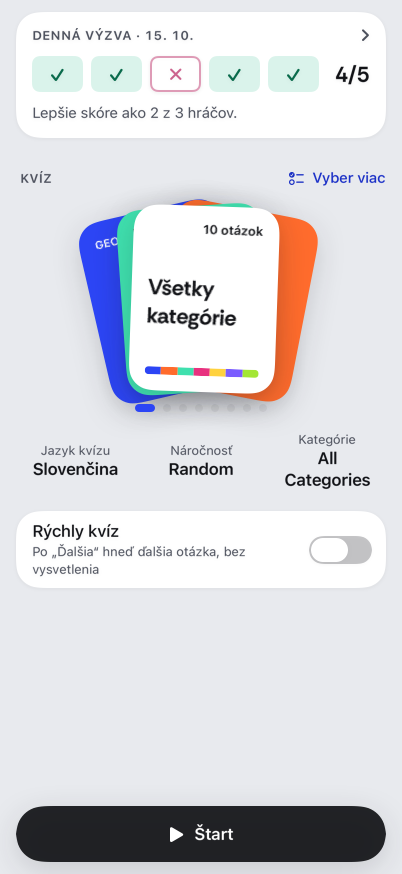 DENNÁ VÝZVA · 15. 10.
4/5
Lepšie skóre ako 2 z 3 hráčov.
KVÍZ
Vyber viac
GEO
10 otázok
Všetky
kategórie
Jazyk kvízu
Slovenčina
Náročnosť
Random
Kategórie
All
Categories
Rýchly kvíz
Po „Ďalšia“ hneď ďalšia otázka, bez
vysvetlenia
Štart